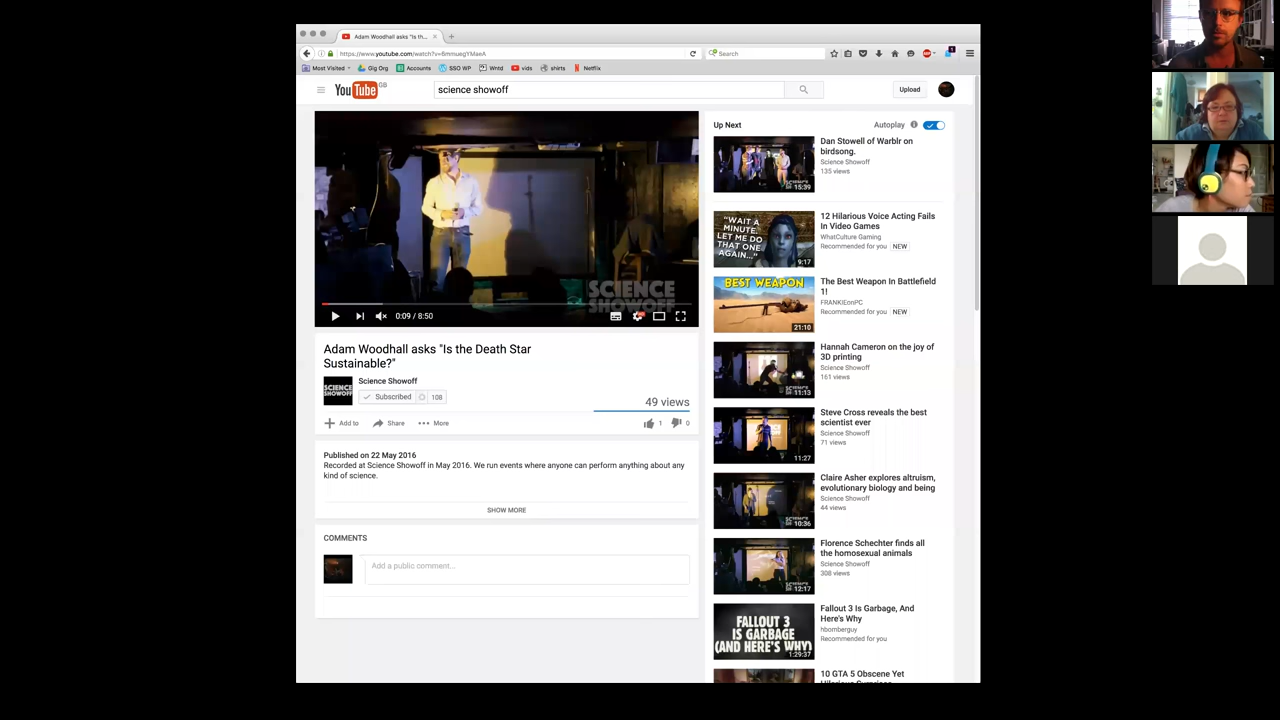 Adam Woodhall asks "Is th...
https://www.youtube.com/watch?v=6mmuegYMaeA
Search
Most Visited
Gig Org
Accounts
SSO WP
Wntd
vids
shirts
Netflix
YouTube GB
science showoff
Upload
SCIENCE
SHOWOFF
0:09 / 8:50
Adam Woodhall asks "Is the Death Star
Sustainable?"
SCIENCE
SHOWOFF
Science Showoff
Subscribed
108
49 views
Add to
Share
More
1
0
Published on 22 May 2016
Recorded at Science Showoff in May 2016. We run events where anyone can perform anything about any
kind of science.
SHOW MORE
COMMENTS
Add a public comment...
Up Next
Autoplay
15:39
Dan Stowell of Warblr on
birdsong.
Science Showoff
135 views
"WAIT A
MINUTE.
LET ME DO
THAT ONE
AGAIN..."
9:17
12 Hilarious Voice Acting Fails
In Video Games
WhatCulture Gaming
Recommended for you NEW
BEST WEAPON
21:10
The Best Weapon In Battlefield
1!
FRANKIEonPC
Recommended for you NEW
11:13
Hannah Cameron on the joy of
3D printing
Science Showoff
161 views
11:27
Steve Cross reveals the best
scientist ever
Science Showoff
71 views
10:36
Claire Asher explores altruism,
evolutionary biology and being
Science Showoff
44 views
12:17
Florence Schechter finds all
the homosexual animals
Science Showoff
308 views
FALLOUT 3
IS GARBAGE
(AND HERE'S WHY)
1:29:37
Fallout 3 Is Garbage, And
Here's Why
hbomberguy
Recommended for you
10 GTA 5 Obscene Yet